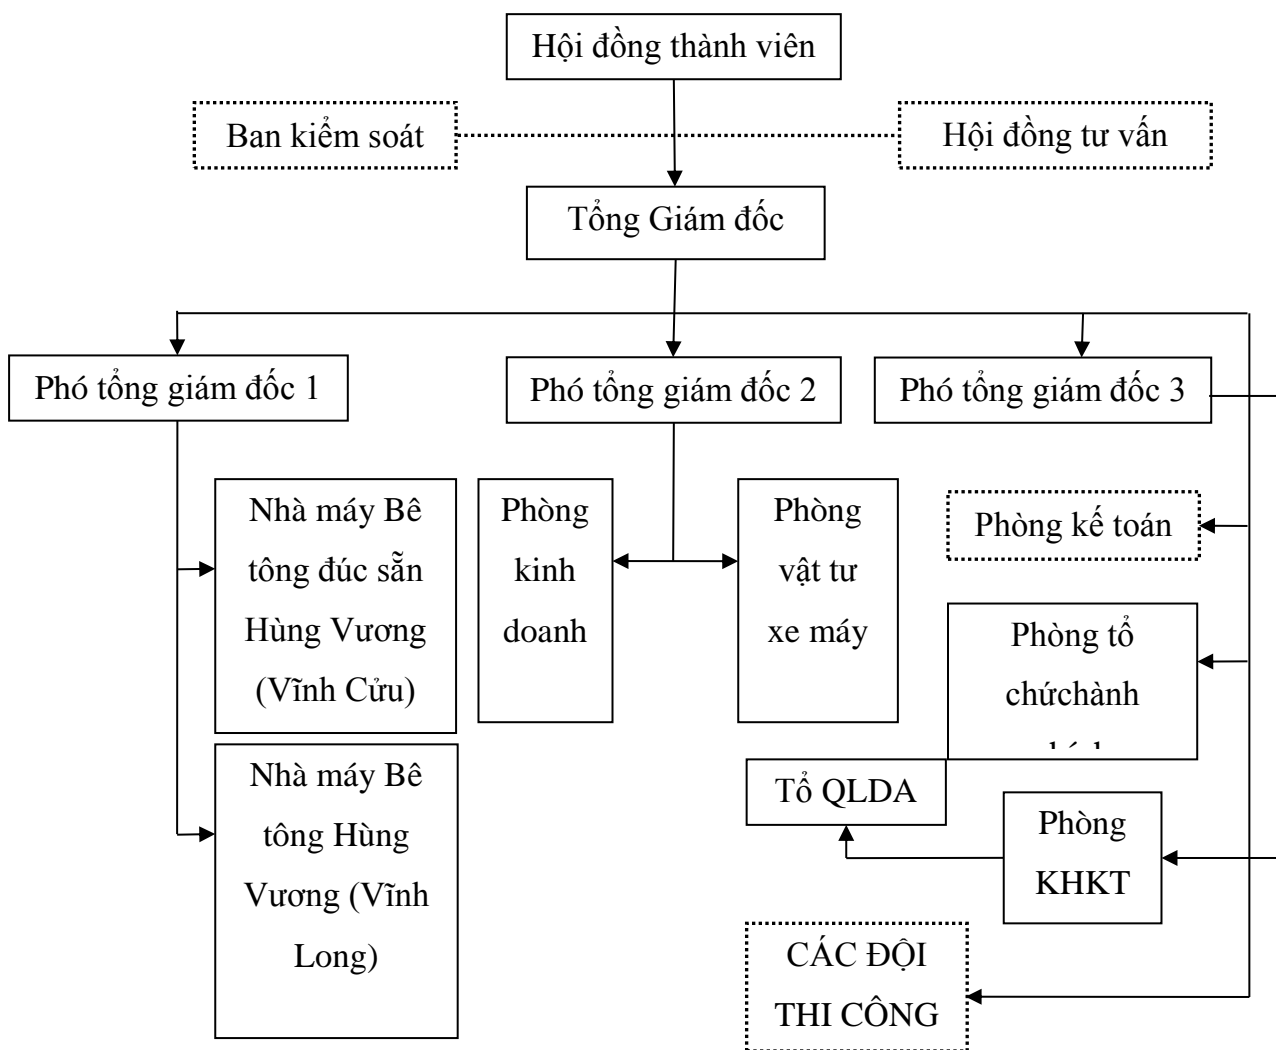 Hội đồng thành viên
Ban kiểm soát
Hội đồng tư vấn
Tổng Giám đốc
Phó tổng giám đốc 1
Phó tổng giám đốc 2
Phó tổng giám đốc 3
Nhà máy Bê
tông đúc sẵn
Hùng Vương
(Vĩnh Cửu)
Phòng
kinh
doanh
Phòng
vật tư
xe máy
Phòng kế toán
Phòng tổ
chứchành
Nhà máy Bê
tông Hùng
Vương (Vĩnh
Long)
Tổ QLDA
Phòng
KHKT
CÁC ĐỘI
THI CÔNG